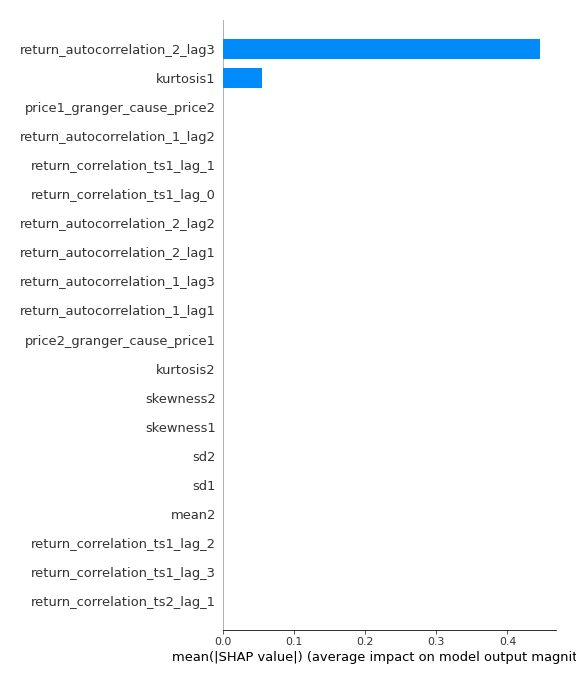 return_autocorrelation_2_lag3
kurtosis1
price1_granger_cause_price2
return_autocorrelation_1_lag2
return_correlation_ts1_lag_1
return_correlation_ts1_lag_0
return_autocorrelation_2_lag2
return_autocorrelation_2_lag1
return_autocorrelation_1_lag3
return_autocorrelation_1_lag1
price2_granger_cause_price1
kurtosis2
skewness2
skewness1
sd2
sd1
mean2
return_correlation_ts1_lag_2
return_correlation_ts1_lag_3
return_correlation_ts2_lag_1
0.0 0.1 0.2 0.3 0.4
mean(|SHAP value|) (average impact on model output magnit